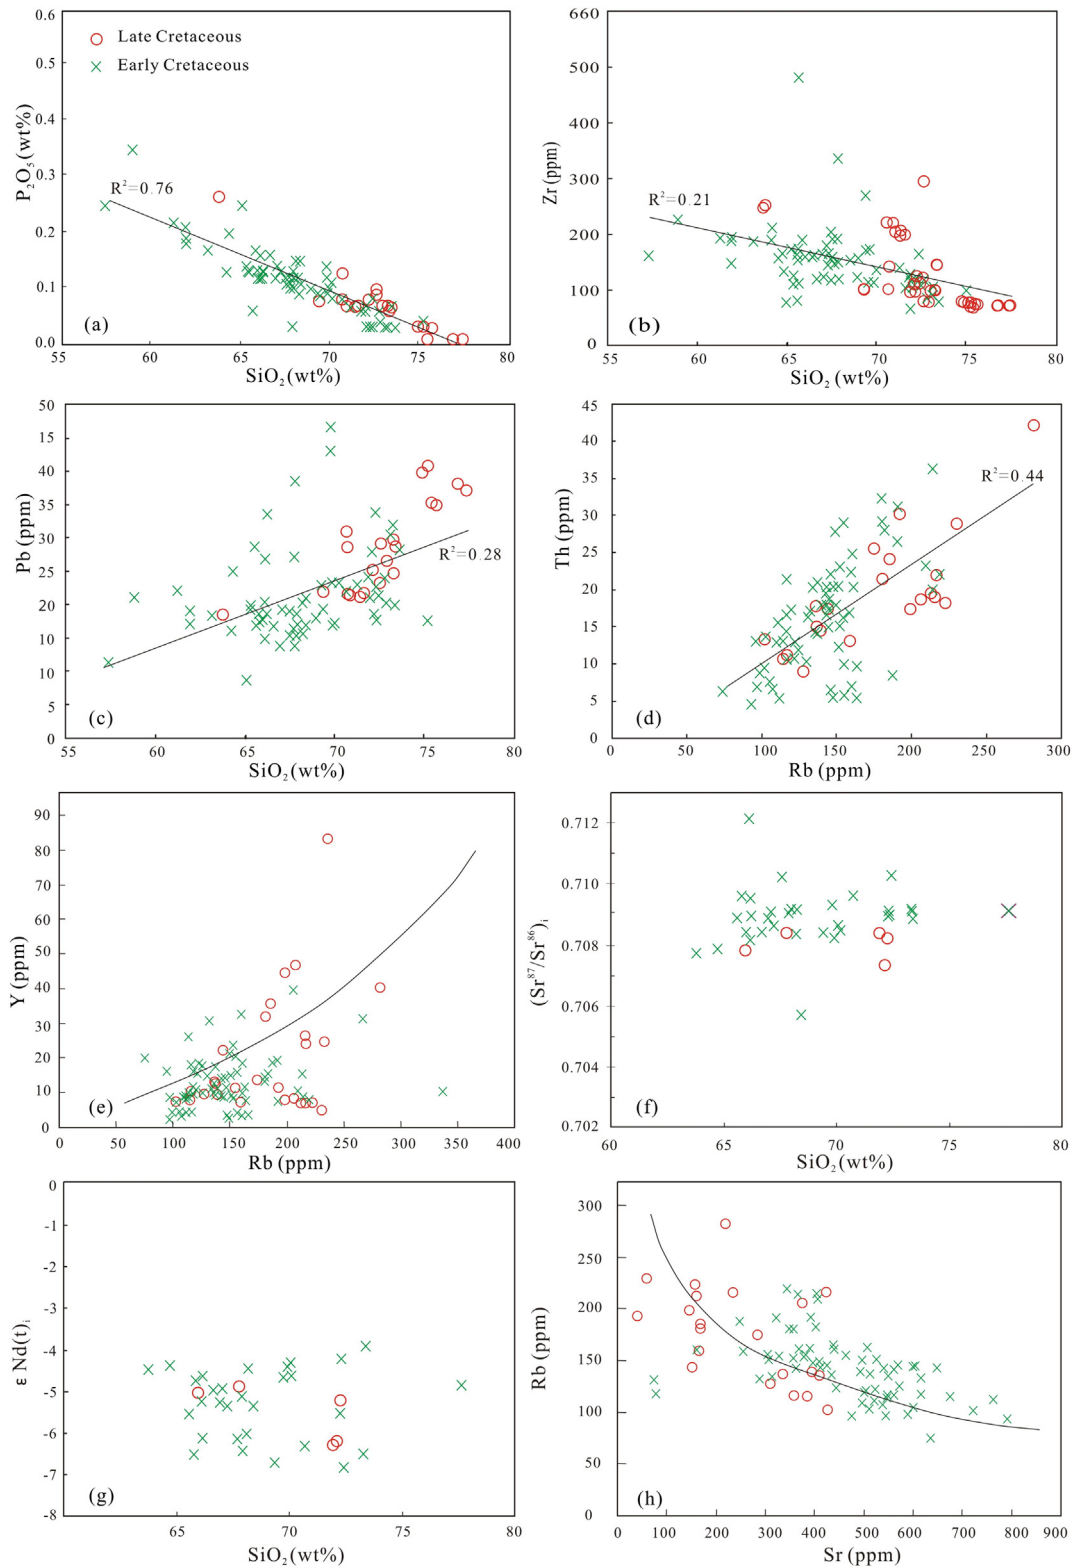 0.6
0.5
0.4
0.3
0.2
0.1
0.0
P₂O₅(wt%)
Late Cretaceous
Early Cretaceous
R²=0.76
(a)
55 60 65 70 75 80
SiO₂(wt%)
660
500
400
300
200
100
0
Zr(ppm)
R²=0.21
(b)
55 60 65 70 75 80
SiO₂(wt%)
50
15
40
35
30
25
20
10
10
5
0
Pb(ppm)
R²=0.28
(c)
55 60 65 70 75 80
SiO₂(wt%)
45
40
35
30
25
20
15
10
5
0
Th(ppm)
R²=0.44
(d)
0 50 100 150 200 250 300
Rb(ppm)
90
80
70
60
50
40
30
20
10
0
Y(ppm)
(e)
0 50 100 150 200 250 300 350 400
Rb(ppm)
0.712
0.710
0.708
0.706
0.704
0.702
(Sr⁸⁷/Sr⁸⁶)ᵢ
(f)
60 65 70 75 80
SiO₂(wt%)
0
-1
-2
-3
-4
-5
-6
-7
-8
ε Nd(t)ᵢ
(g)
65 70 75 80
SiO₂(wt%)
300
250
200
150
100
50
0
Rb(ppm)
(h)
0 100 200 300 400 500 600 700 800 900
Sr(ppm)